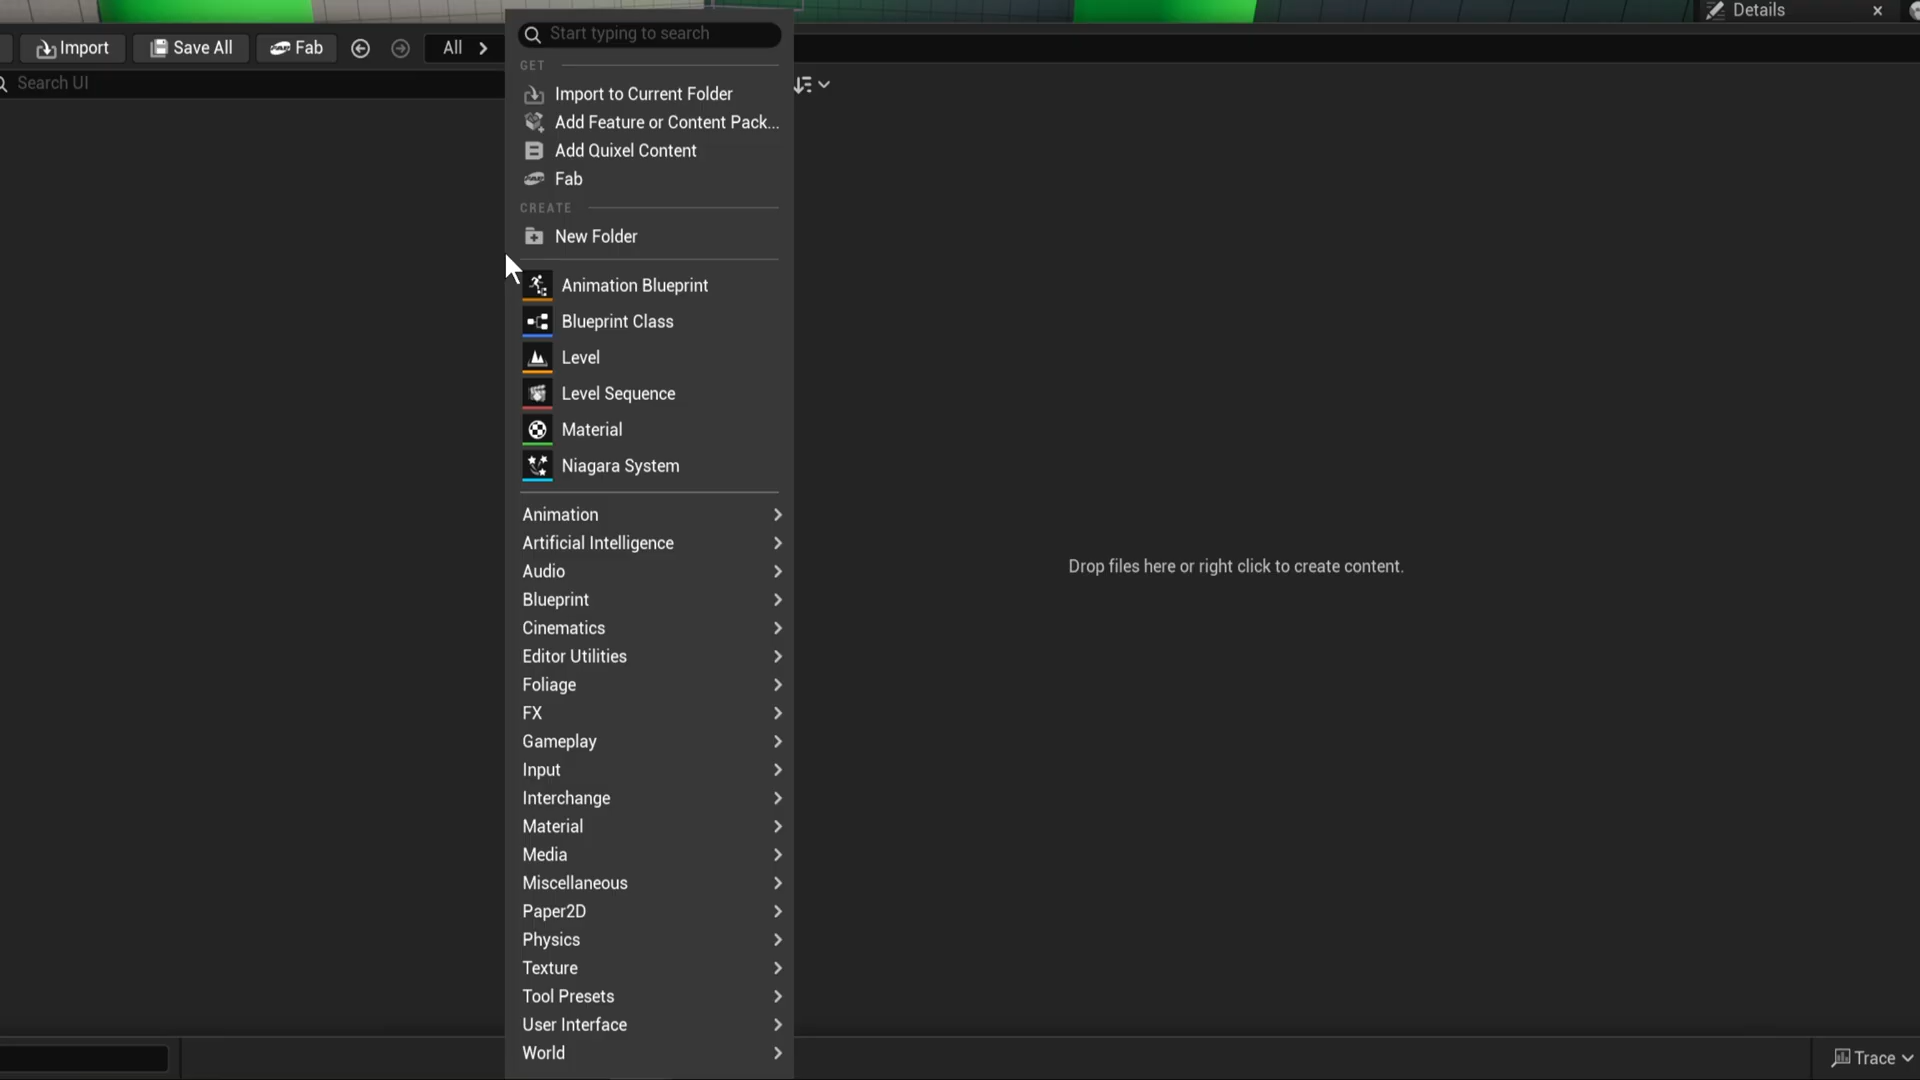 Details
Import
Save All
Fab
All
Search UI
Start typing to search
GET
Import to Current Folder
Add Feature or Content Pack...
Add Quixel Content
Fab
CREATE
New Folder
Animation Blueprint
Blueprint Class
Level
Level Sequence
Material
Niagara System
Animation
Artificial Intelligence
Audio
Blueprint
Cinematics
Editor Utilities
Foliage
FX
Gameplay
Input
Interchange
Material
Media
Miscellaneous
Paper2D
Physics
Texture
Tool Presets
User Interface
World
Drop files here or right click to create content.
Trace